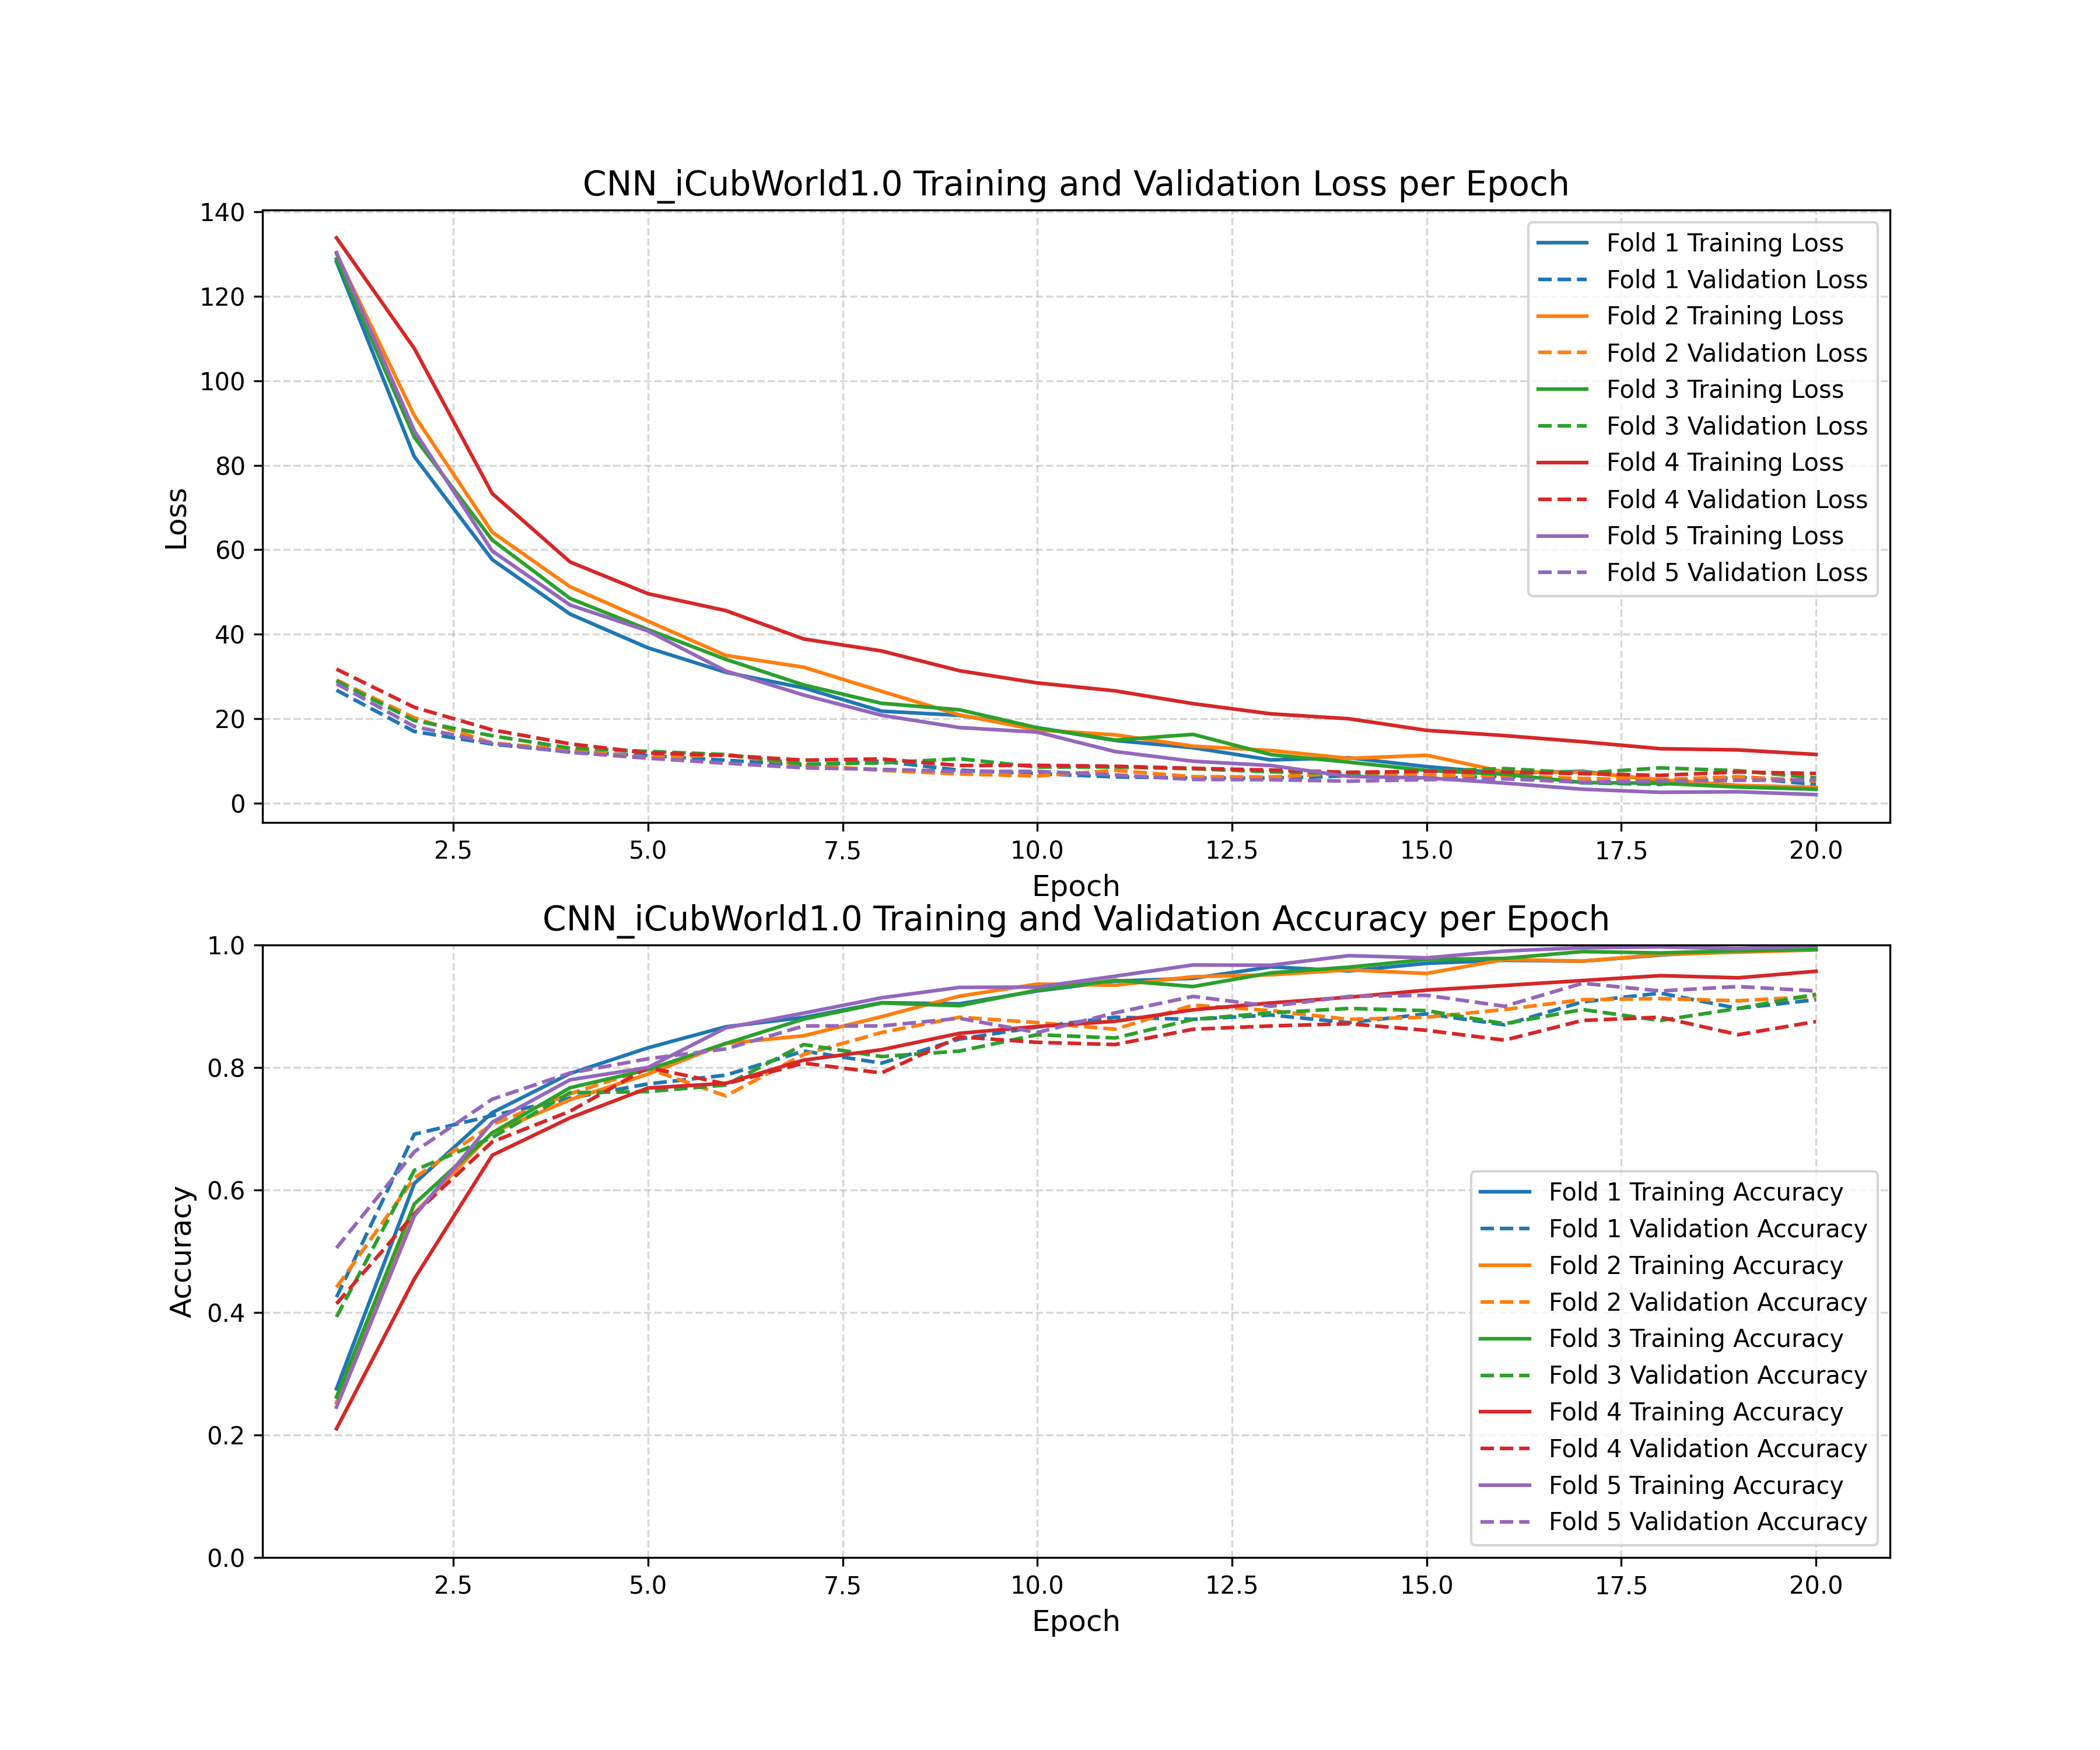 CNN_iCubWorld1.0 Training and Validation Loss per Epoch
140
120
100
80
60
40
20
0
Loss
Fold 1 Training Loss
Fold 1 Validation Loss
Fold 2 Training Loss
Fold 2 Validation Loss
Fold 3 Training Loss
Fold 3 Validation Loss
Fold 4 Training Loss
Fold 4 Validation Loss
Fold 5 Training Loss
Fold 5 Validation Loss
2.5 5.0 7.5 10.0 12.5 15.0 17.5 20.0
Epoch
CNN_iCubWorld1.0 Training and Validation Accuracy per Epoch
1.0
0.8
0.6
0.4
0.2
0.0
Accuracy
Fold 1 Training Accuracy
Fold 1 Validation Accuracy
Fold 2 Training Accuracy
Fold 2 Validation Accuracy
Fold 3 Training Accuracy
Fold 3 Validation Accuracy
Fold 4 Training Accuracy
Fold 4 Validation Accuracy
Fold 5 Training Accuracy
Fold 5 Validation Accuracy
2.5 5.0 7.5 10.0 12.5 15.0 17.5 20.0
Epoch